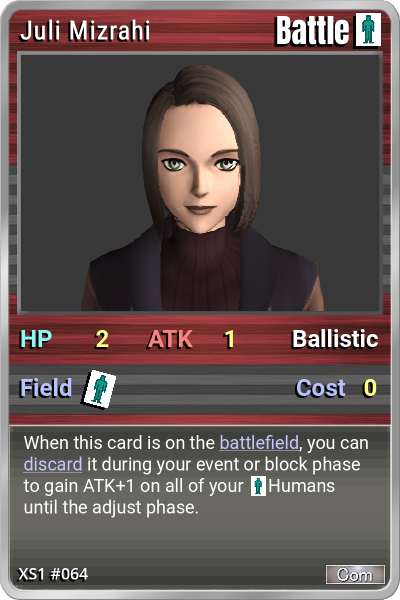 Juli Mizrahi Battle
HP 2 ATK 1 Ballistic
Field Cost 0
When this card is on the battlefield, you can
discard it during your event or block phase
to gain ATK+1 on all of your Humans
until the adjust phase.
XS1 #064 Com